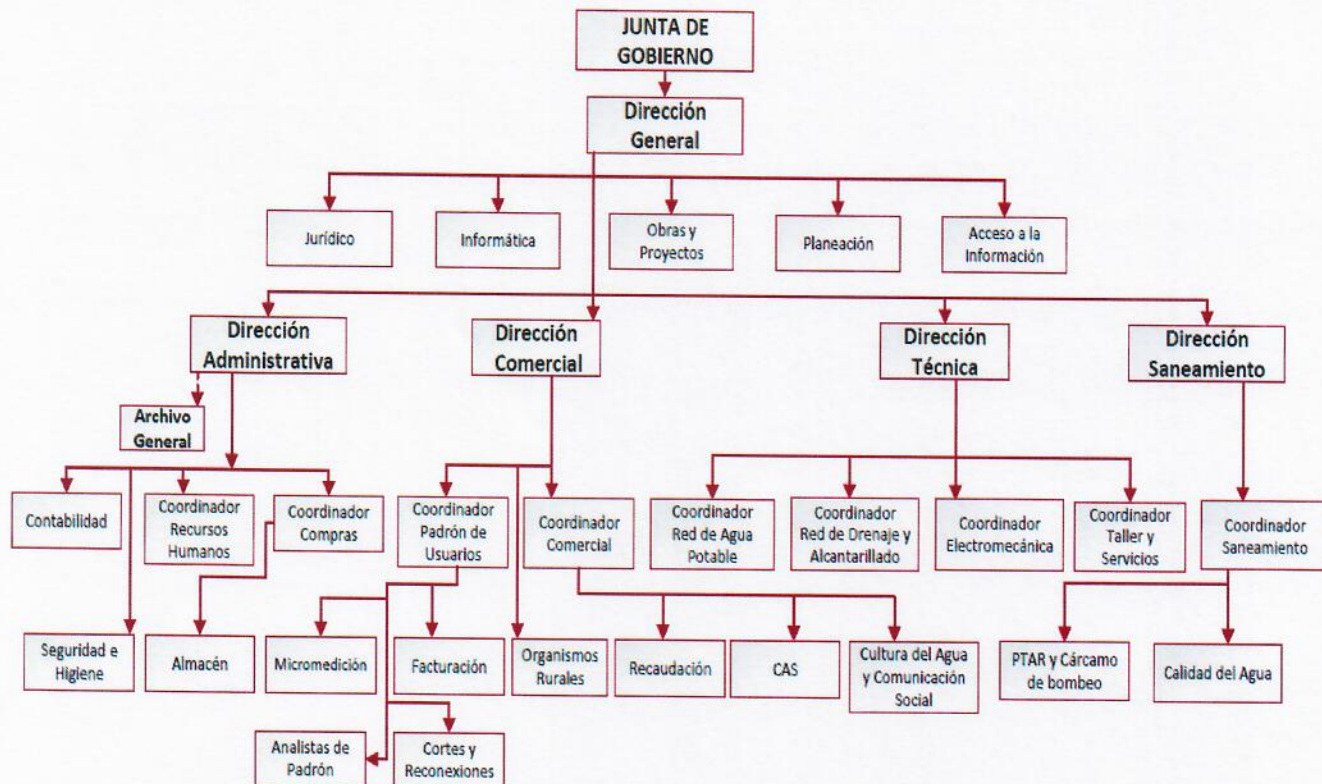 JUNTA DE
GOBIERNO
Dirección
General
Jurídico
Informática
Obras y
Proyectos
Planeación
Acceso a la
Información
Dirección
Administrativa
Dirección
Comercial
Dirección
Técnica
Dirección
Saneamiento
Archivo
General
Contabilidad
Coordinador
Recursos
Humanos
Coordinador
Compras
Coordinador
Padrón de
Usuarios
Coordinador
Comercial
Coordinador
Red de Agua
Potable
Coordinador
Red de Drenaje y
Alcantarillado
Coordinador
Electromecánica
Coordinador
Taller y
Servicios
Coordinador
Saneamiento
Seguridad e
Higiene
Almacén
Micromedición
Facturación
Organismos
Rurales
Recaudación
CAS
Cultura del Agua
y Comunicación
Social
PTAR y Cárcamo
de bombeo
Calidad del Agua
Analistas de
Padrón
Cortes y
Reconexiones